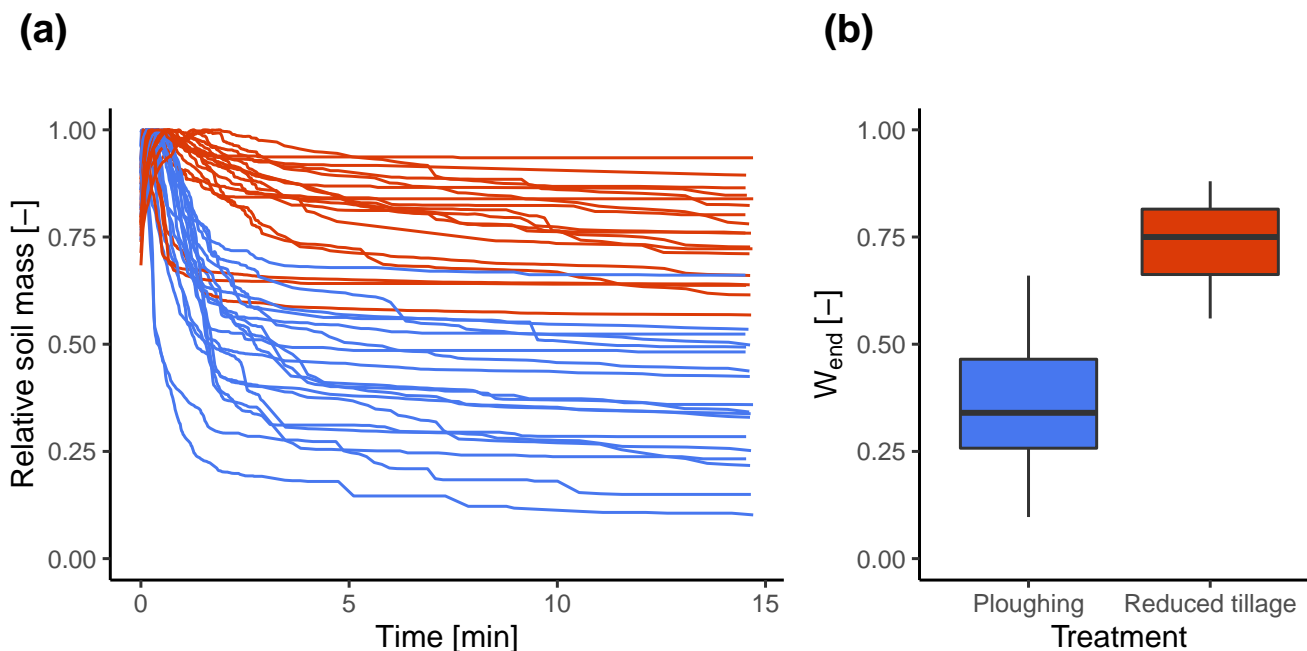 (a)
Relative soil mass [−]
1.00
0.75
0.50
0.25
0.00
0
5
10
15
Time [min]
(b)
W_end [−]
1.00
0.75
0.50
0.25
0.00
Ploughing
Reduced tillage
Treatment